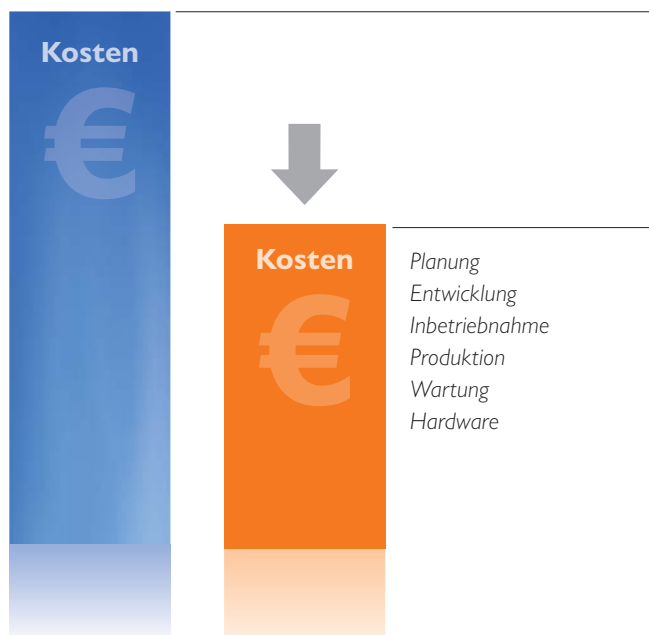 Kosten
€
Kosten
€
Planung
Entwicklung
Inbetriebnahme
Produktion
Wartung
Hardware